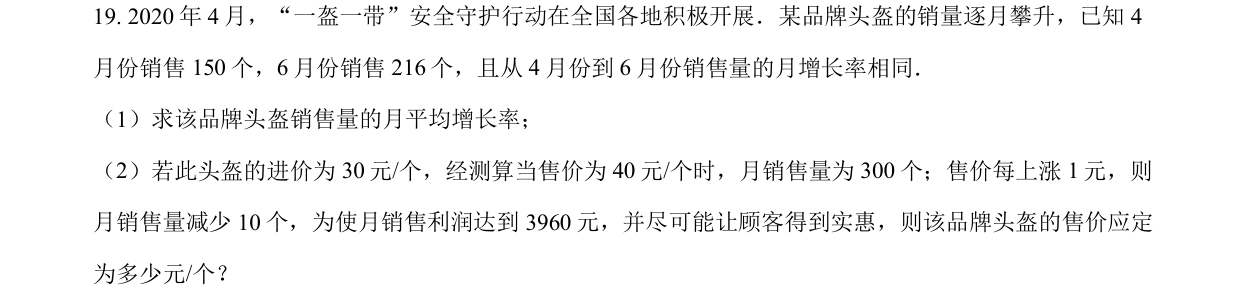 19. 2020 年 4 月，“一盔一带”安全守护行动在全国各地积极开展．某品牌头盔的销量逐月攀升，已知 4
月份销售 150 个，6 月份销售 216 个，且从 4 月份到 6 月份销售量的月增长率相同．
（1）求该品牌头盔销售量的月平均增长率；
（2）若此头盔的进价为 30 元/个，经测算当售价为 40 元/个时，月销售量为 300 个；售价每上涨 1 元，则
月销售量减少 10 个，为使月销售利润达到 3960 元，并尽可能让顾客得到实惠，则该品牌头盔的售价应定
为多少元/个？